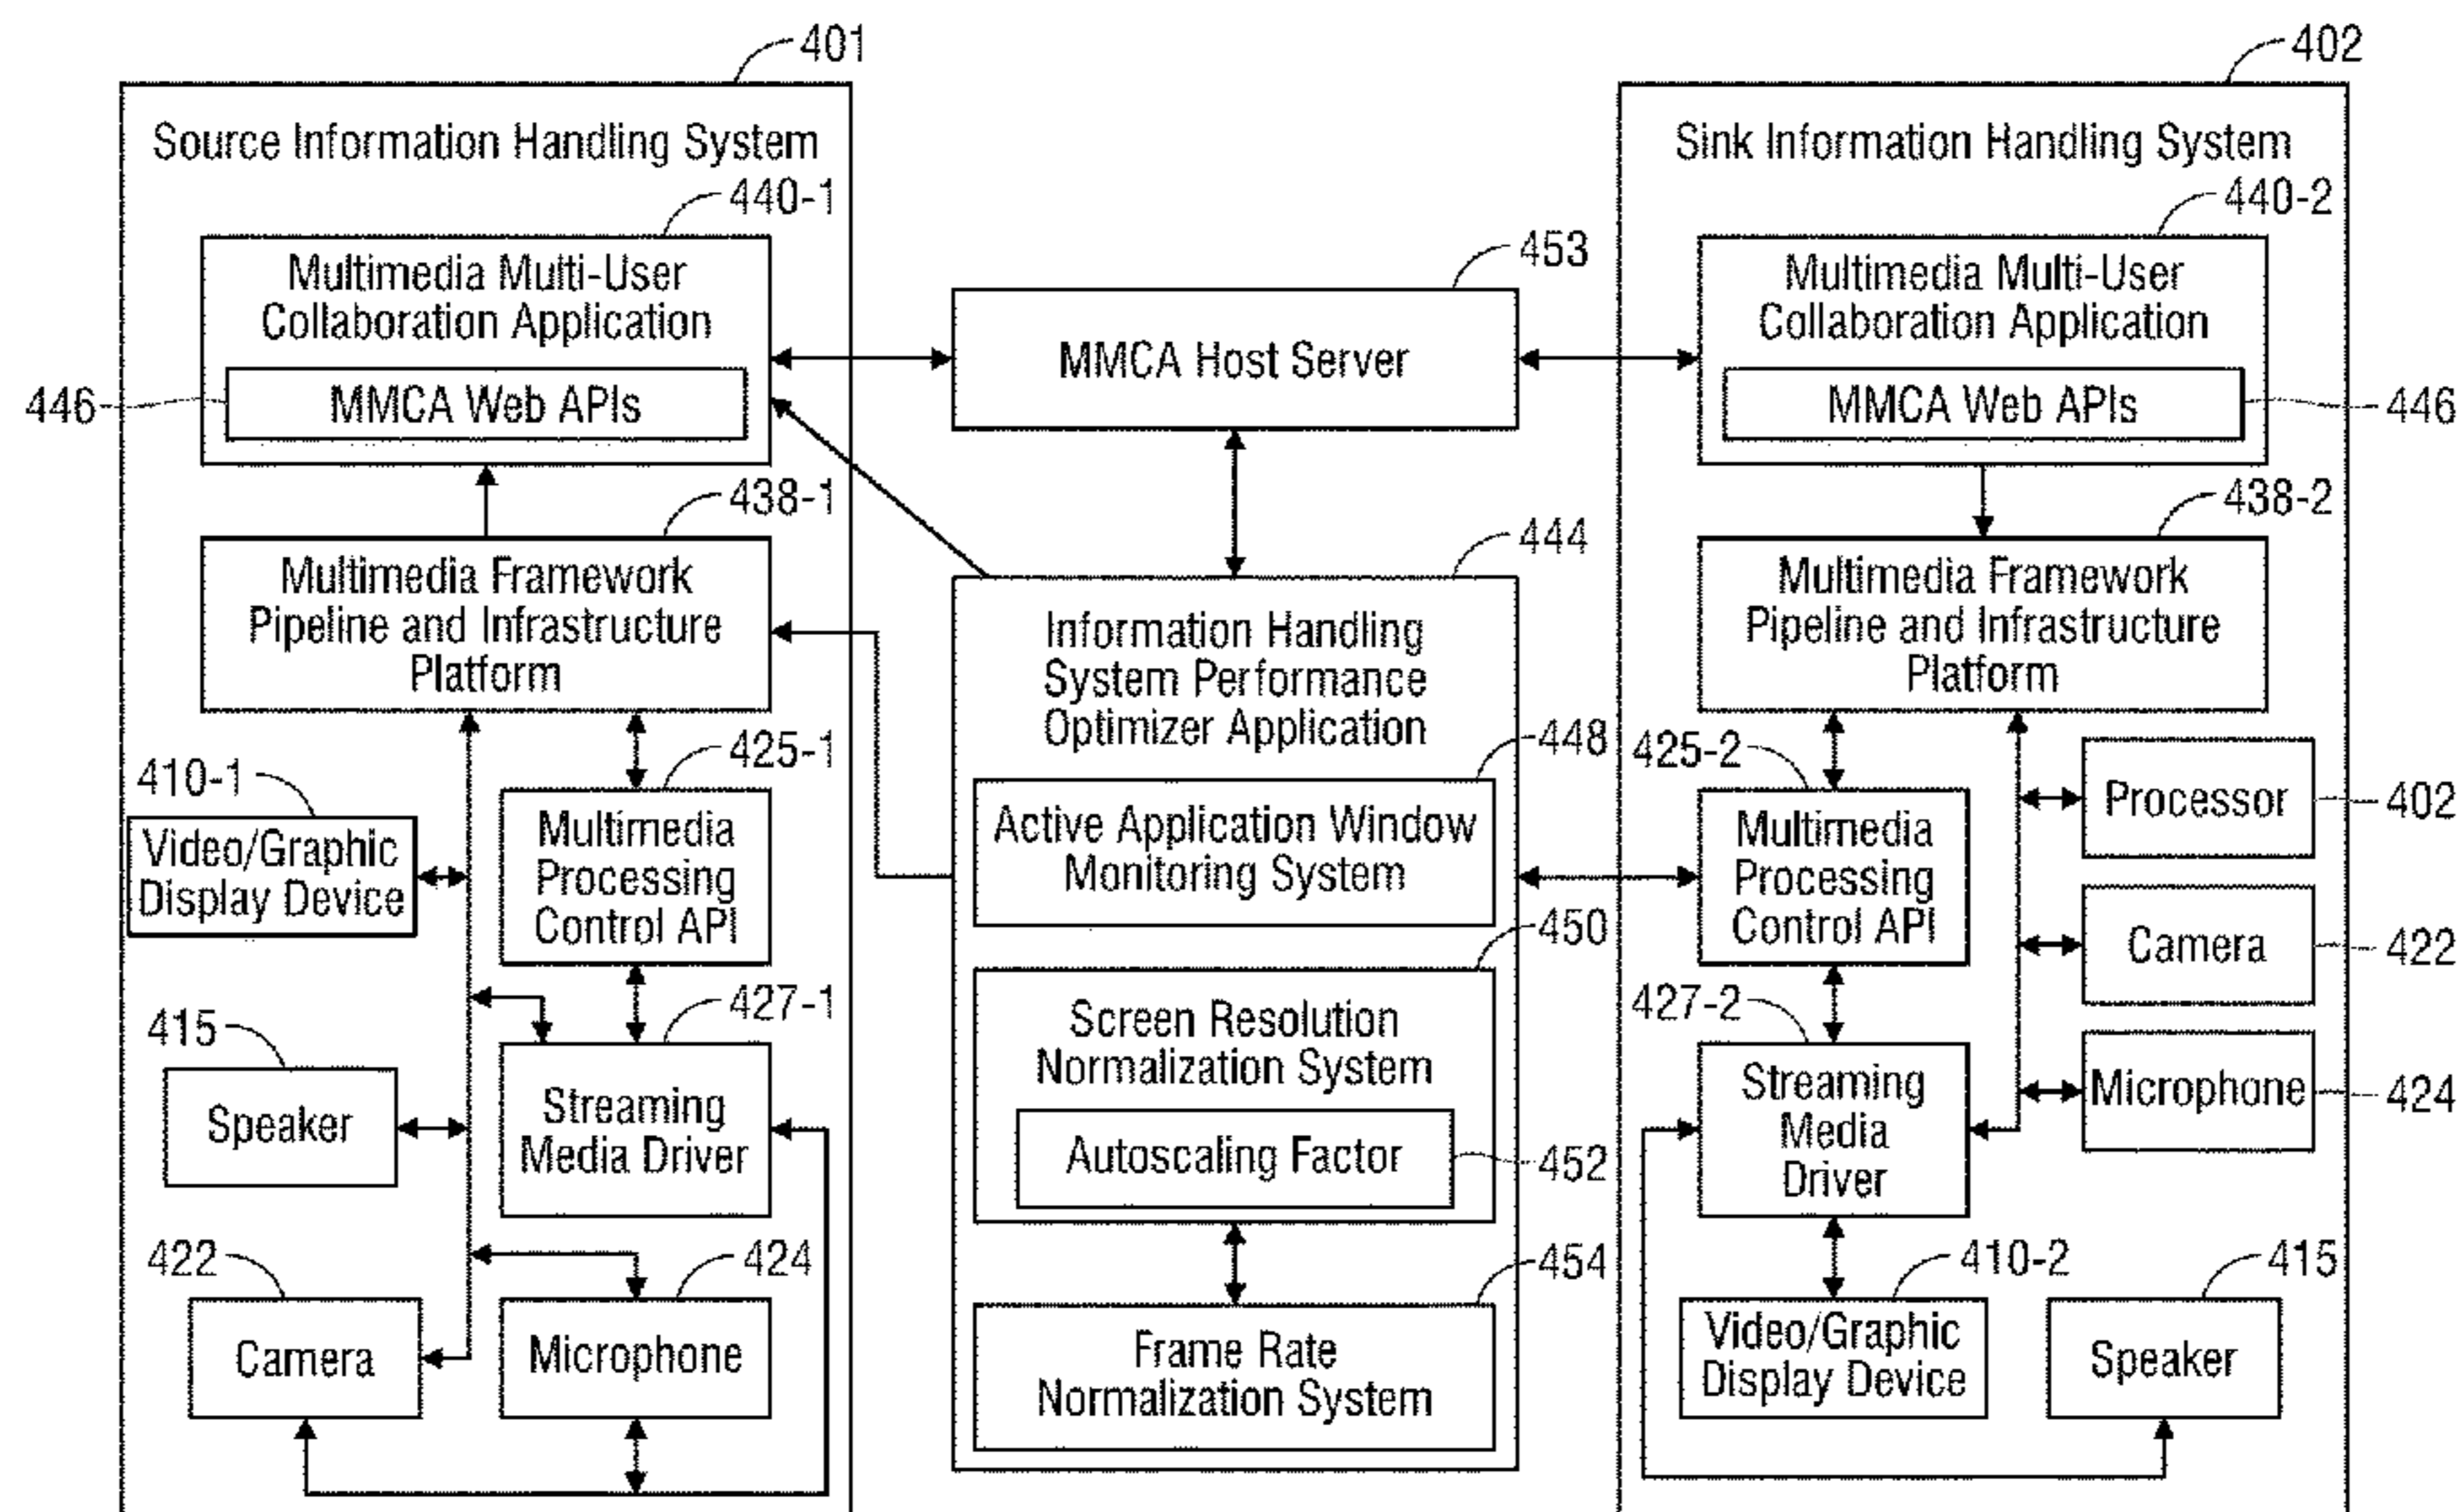 401
Source Information Handling System
440-1
Multimedia Multi-User
Collaboration Application
446
MMCA Web APIs
438-1
Multimedia Framework
Pipeline and Infrastructure
Platform
410-1
Video/Graphic
Display Device
425-1
Multimedia
Processing
Control API
415
Speaker
427-1
Streaming
Media Driver
422
Camera
424
Microphone
453
MMCA Host Server
444
Information Handling
System Performance
Optimizer Application
448
Active Application Window
Monitoring System
450
Screen Resolution
Normalization System
Autoscaling Factor
452
454
Frame Rate
Normalization System
402
Sink Information Handling System
440-2
Multimedia Multi-User
Collaboration Application
MMCA Web APIs
446
438-2
Multimedia Framework
Pipeline and Infrastructure
Platform
425-2
Multimedia
Processing
Control API
Processor
402
Camera
422
Microphone
424
427-2
Streaming
Media
Driver
410-2
Video/Graphic
Display Device
415
Speaker